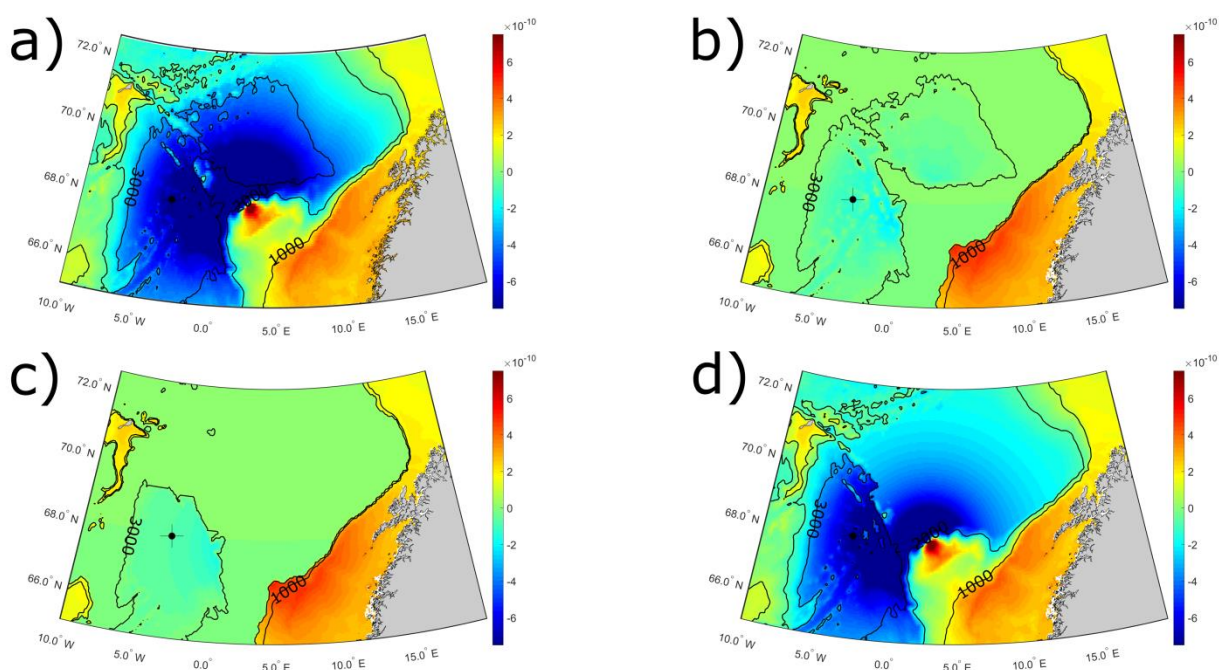 a)
×10⁻¹⁰
72.0° N
70.0° N
68.0° N
66.0° N
10.0° W
5.0° W
0.0°
5.0° E
10.0° E
15.0° E
3000
1000
6
4
2
0
-2
-4
-6
b)
×10⁻¹⁰
72.0° N
70.0° N
68.0° N
66.0° N
10.0° W
5.0° W
0.0°
5.0° E
10.0° E
15.0° E
3000
1000
6
4
2
0
-2
-4
-6
c)
×10⁻¹⁰
72.0° N
70.0° N
68.0° N
66.0° N
10.0° W
5.0° W
0.0°
5.0° E
10.0° E
15.0° E
3000
1000
6
4
2
0
-2
-4
-6
d)
×10⁻¹⁰
72.0° N
70.0° N
68.0° N
66.0° N
10.0° W
5.0° W
0.0°
5.0° E
10.0° E
15.0° E
3000
1000
6
4
2
0
-2
-4
-6